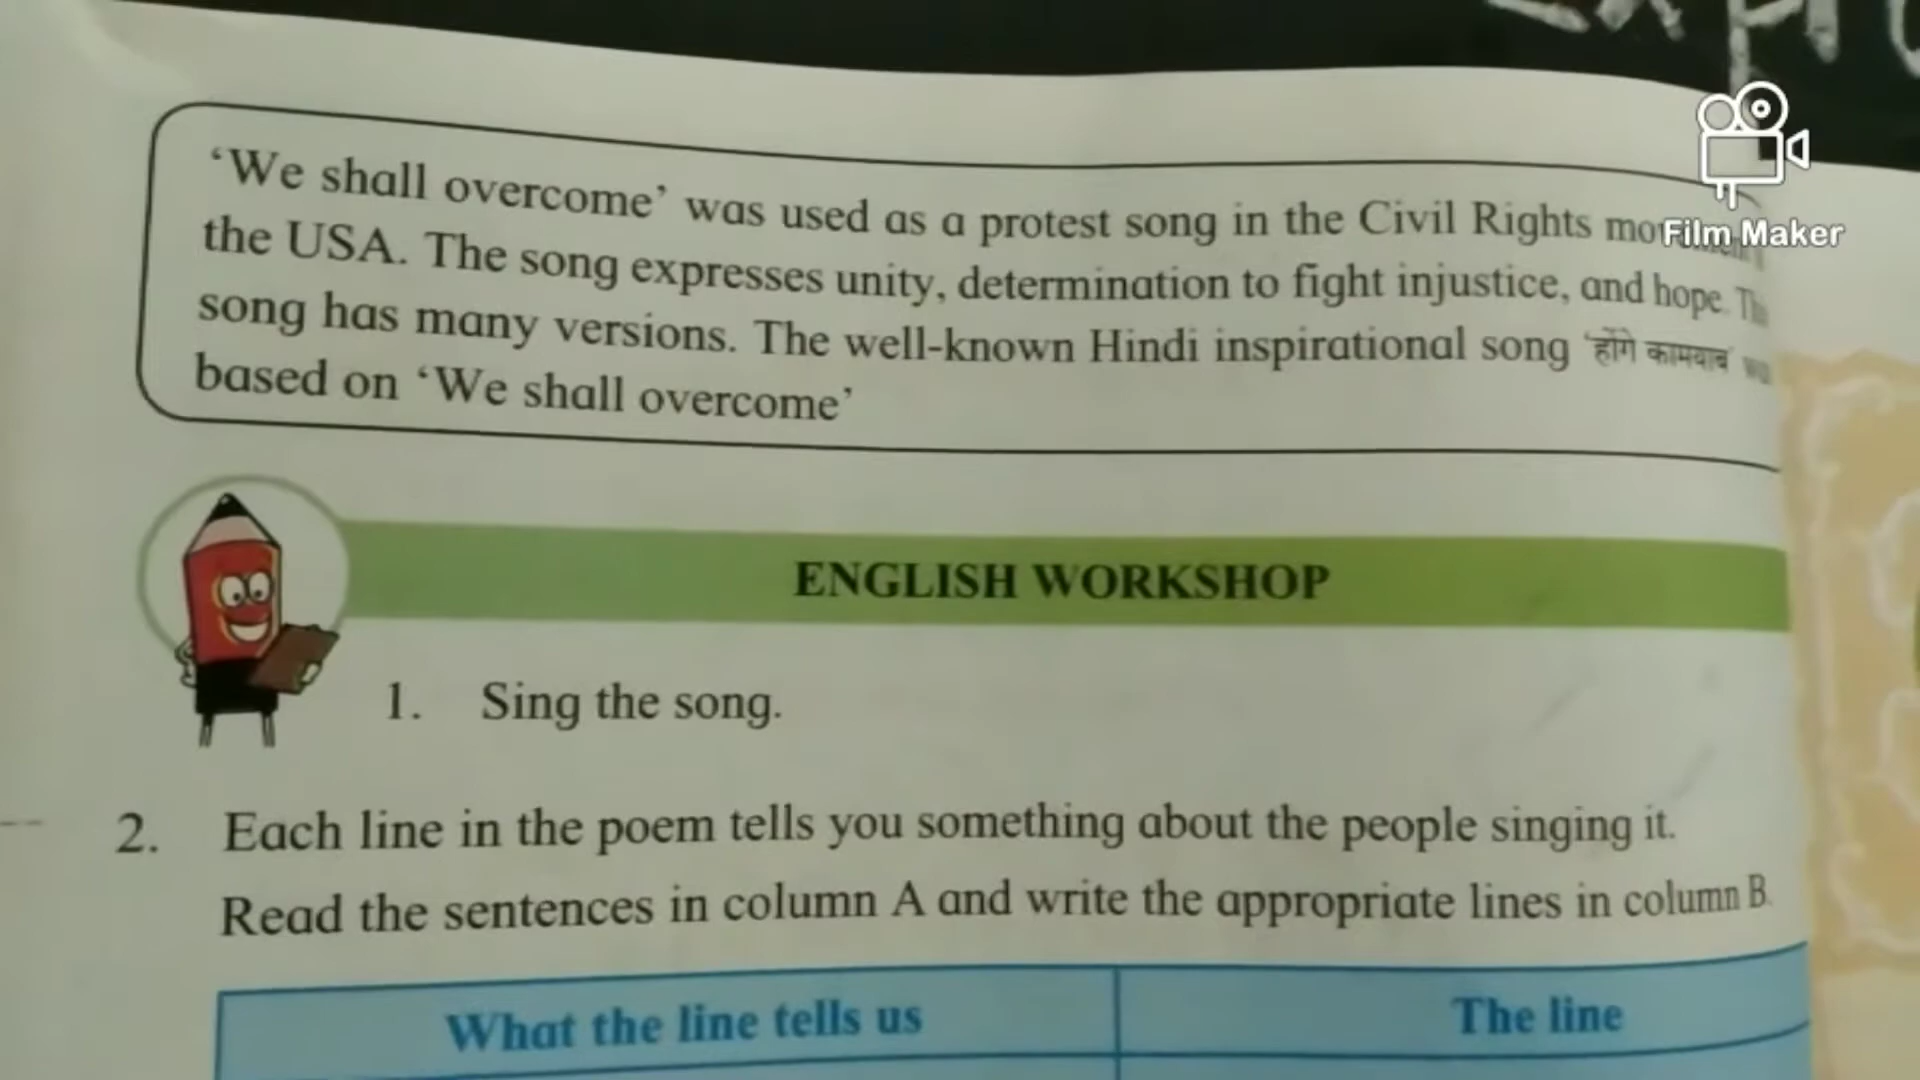 ‘We shall overcome’ was used as a protest song in the Civil Rights
the USA. The song expresses unity, determination to fight injustice, and hope.
song has many versions. The well-known Hindi inspirational song ‘होंगे कामयाब’
based on ‘We shall overcome’
Film Maker
ENGLISH WORKSHOP
1. Sing the song.
2. Each line in the poem tells you something about the people singing it.
Read the sentences in column A and write the appropriate lines in column B.
What the line tells us
The line